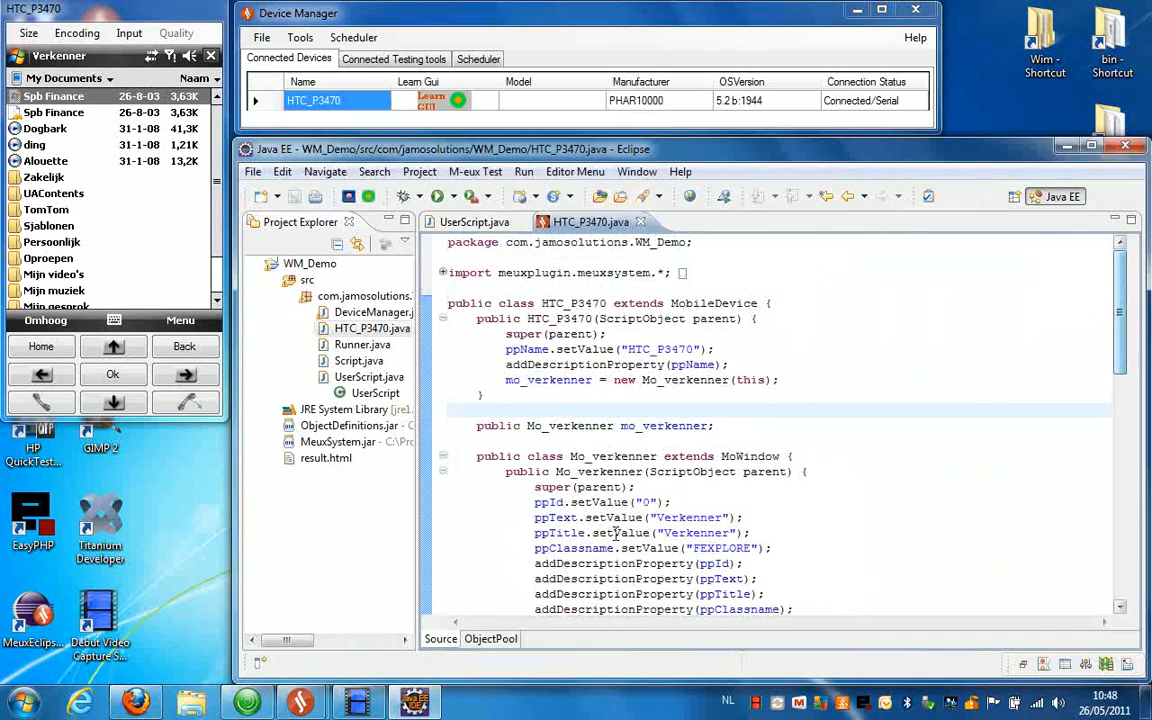 HTC_P3470
Size Encoding Input Quality
Verkenner
My Documents Naam
Spb Finance 26-8-03 3,63K
Spb Finance 26-8-03 3,63K
Dogbark 31-1-08 41,3K
ding 31-1-08 1,21K
Alouette 31-1-08 13,2K
Zakelijk
UAContents
TomTom
Sjablonen
Persoonlijk
Oproepen
Mijn video's
Mijn muziek
Mijn gesprok
Omhoog Menu
Home Back
Ok
Device Manager
File Tools Scheduler Help
Connected Devices Connected Testing tools Scheduler
Name Learn Gui Model Manufacturer OSVersion Connection Status
HTC_P3470 Learn GUI PHAR10000 5.2 b:1944 Connected/Serial
Wim - Shortcut
bin - Shortcut
Java EE - WM_Demo/src/com/jamosolutions/WM_Demo/HTC_P3470.java - Eclipse
File Edit Navigate Search Project M-eux Test Run Editor Menu Window Help
Java EE
Project Explorer
WM_Demo
src
com.jamosolutions.
DeviceManager.j
HTC_P3470.java
Runner.java
Script.java
UserScript.java
UserScript
JRE System Library [jre1.
ObjectDefinitions.jar - C
MeuxSystem.jar - C:\Pro
result.html
UserScript.java HTC_P3470.java
package com.jamosolutions.WM_Demo;
import meuxplugin.meuxsystem.*;
public class HTC_P3470 extends MobileDevice {
public HTC_P3470(ScriptObject parent) {
super(parent);
ppName.setValue("HTC_P3470");
addDescriptionProperty(ppName);
mo_verkenner = new Mo_verkenner(this);
}
public Mo_verkenner mo_verkenner;
public class Mo_verkenner extends MoWindow {
public Mo_verkenner(ScriptObject parent) {
super(parent);
ppId.setValue("0");
ppText.setValue("Verkenner");
ppTitle.setValue("Verkenner");
ppClassname.setValue("FEXPLORE");
addDescriptionProperty(ppId);
addDescriptionProperty(ppText);
addDescriptionProperty(ppTitle);
addDescriptionProperty(ppClassname);
Source ObjectPool
HP QuickTest...
GIMP 2
EasyPHP
Titanium Developer
MeuxEclips...
Debut Video Capture S...
NL
10:48
26/05/2011